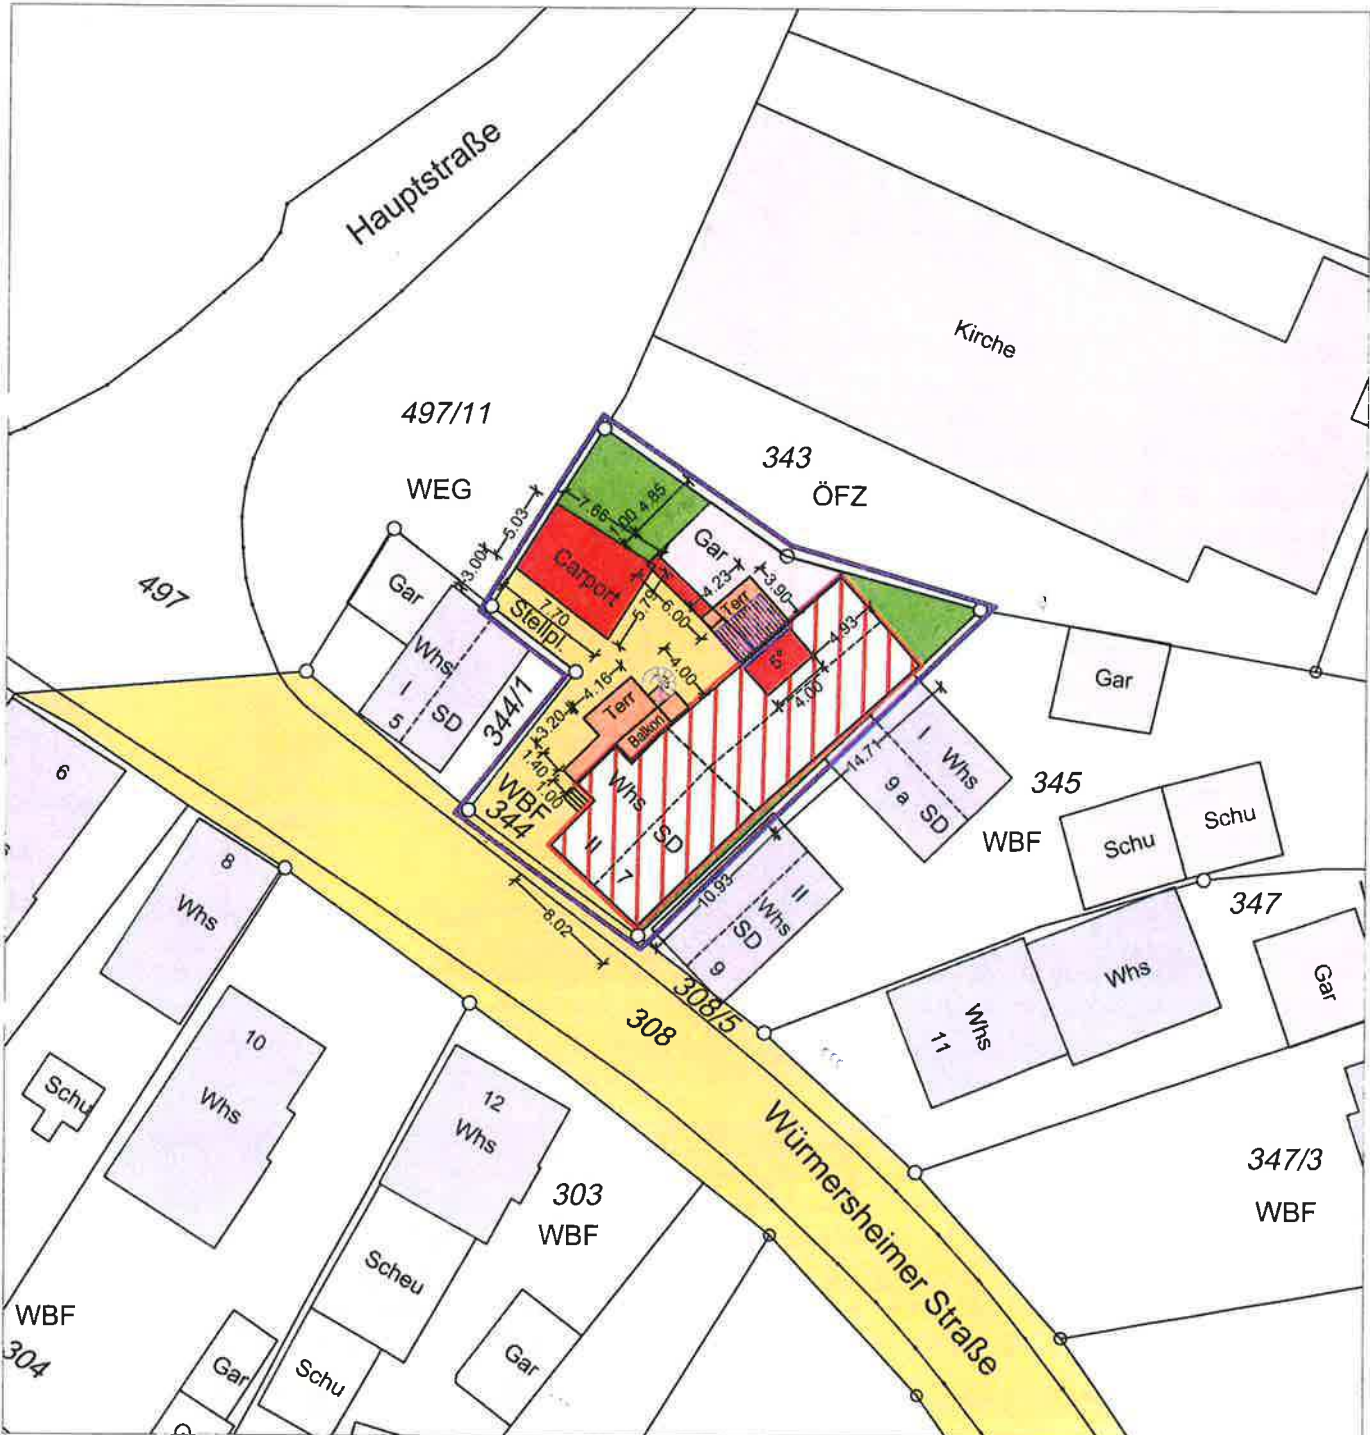 Hauptstraße
Kirche
497/11
WEG
343
ÖFZ
497
Gar
Whs
I
SD
5
344/1
3.00
5.03
7.66
1.00
4.85
Carport
Gar
4.23
3.90
Terr
5.79
6.00
7.70
Stellpl.
4.16
4.00
3.20
Terr
Balkon
1.40
1.00
WBF
344
5°
4.93
4.00
Whs
II
SD
7
14.71
10.93
8.02
I
Whs
9 a
SD
II
Whs
SD
9
Gar
345
WBF
Schu
Schu
347
Gar
Whs
Whs
11
347/3
WBF
308/5
308
Würmersheimer Straße
6
8
Whs
10
Whs
Schu
12
Whs
303
WBF
Scheu
Schu
Gar
Gar
WBF
304